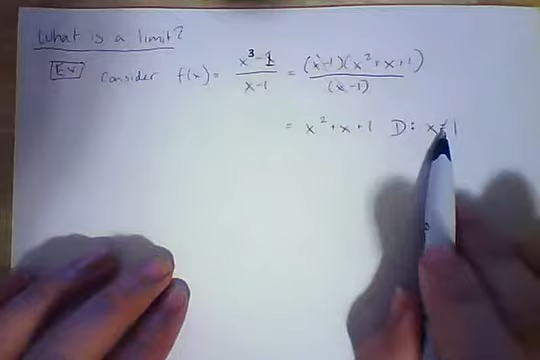 What is a limit?
Ex consider f(x) = x³-1/x-1 = (x-1)(x²+x+1)/(x-1)
= x²+x+1 D: x≠1